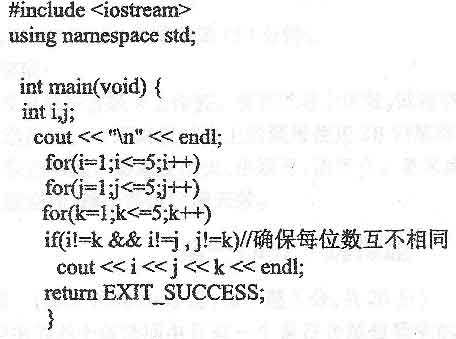 #include <iostream>
using namespace std;
int main(void) {
int i,j;
cout << "\n" << endl;
for(i=1;i<=5;i++)
for(j=1;j<=5;j++)
for(k=1;k<=5;k++)
if(i!=k && i!=j , j!=k)//确保每位数互不相同
cout << i << j << k << endl;
return EXIT_SUCCESS;
}